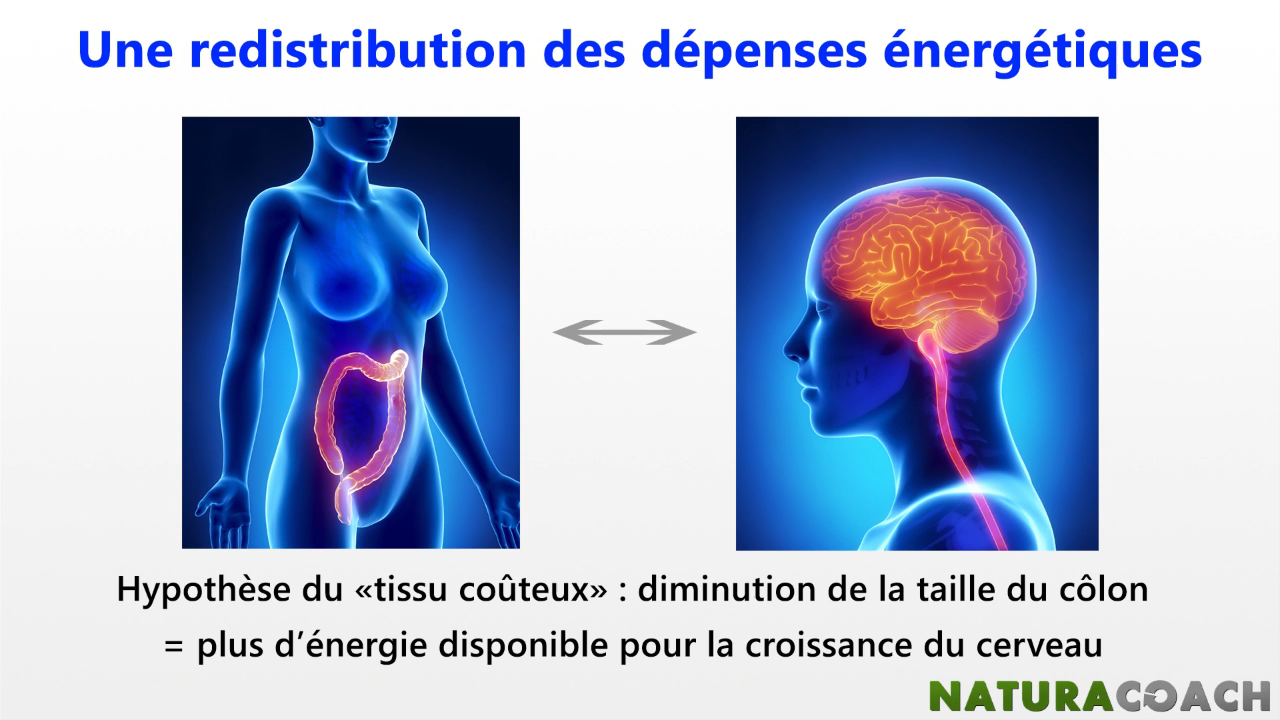 Une redistribution des dépenses énergétiques
Hypothèse du «tissu coûteux» : diminution de la taille du côlon
= plus d’énergie disponible pour la croissance du cerveau
NATURACOACH